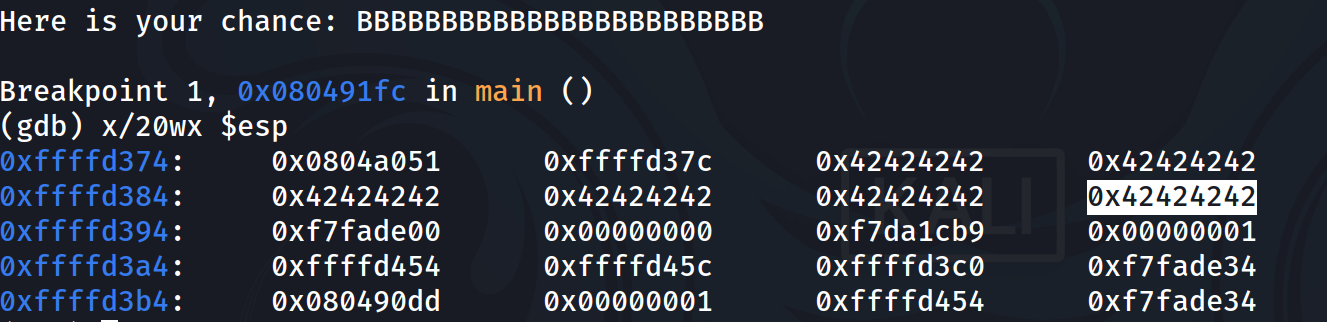 Here is your chance: BBBBBBBBBBBBBBBBBBBBBBBB
Breakpoint 1, 0x080491fc in main ()
(gdb) x/20wx $esp
0xffffd374: 0x0804a051 0xffffd37c 0x42424242 0x42424242
0xffffd384: 0x42424242 0x42424242 0x42424242 0x42424242
0xffffd394: 0xf7fade00 0x00000000 0xf7da1cb9 0x00000001
0xffffd3a4: 0xffffd454 0xffffd45c 0xffffd3c0 0xf7fade34
0xffffd3b4: 0x080490dd 0x00000001 0xffffd454 0xf7fade34
KALI